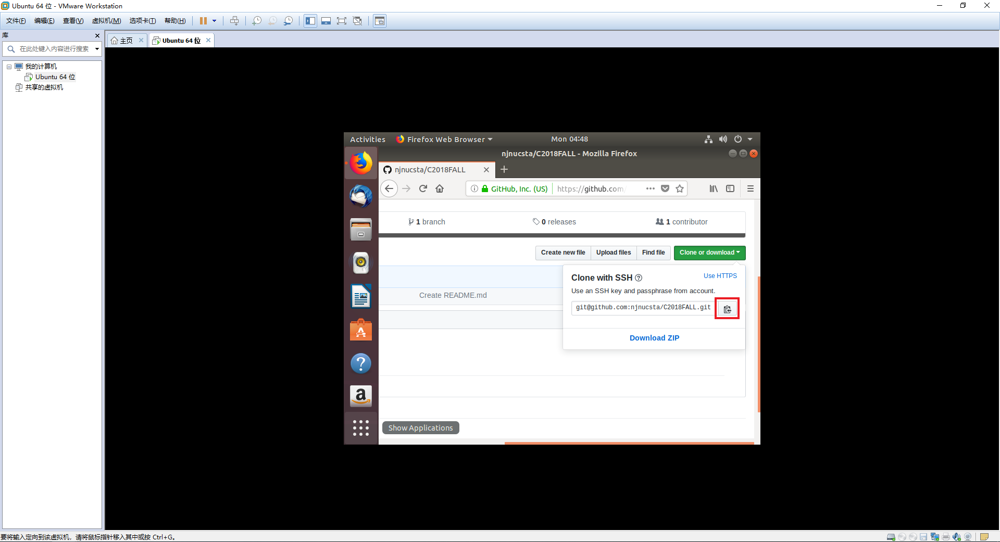 Ubuntu 64 位 - VMware Workstation
文件(F) 编辑(E) 查看(V) 虚拟机(M) 选项卡(T) 帮助(H)
库
主页
Ubuntu 64 位
在此处键入内容进行搜索
我的计算机
Ubuntu 64 位
共享的虚拟机
Activities Firefox Web Browser Mon 04:48
njnucsta/C2018FALL - Mozilla Firefox
njnucsta/C2018FALL
GitHub, Inc. (US) https://github.com/
1 branch 0 releases 1 contributor
Create new file Upload files Find file Clone or download
Clone with SSH
Use HTTPS
Use an SSH key and passphrase from account.
Create README.md
git@github.com:njnucsta/C2018FALL.git
Download ZIP
Show Applications
要将输入定向到该虚拟机，请将鼠标指针移入其中或按 Ctrl+G。